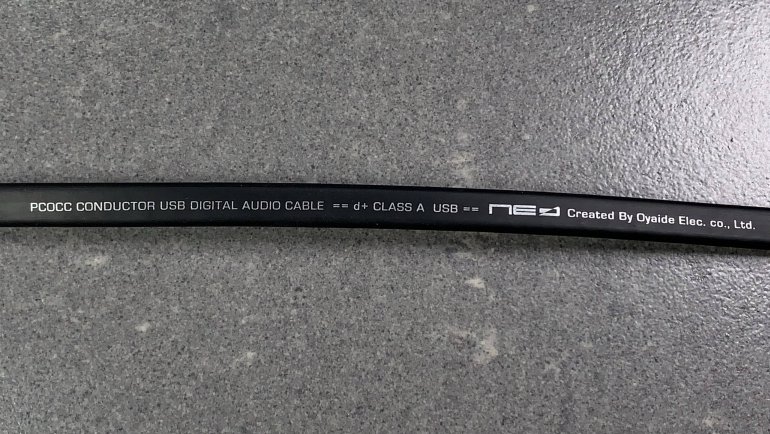 PCOCC CONDUCTOR USB DIGITAL AUDIO CABLE == d+ CLASS A USB == NEO Created By Oyaide Elec. co., Ltd.